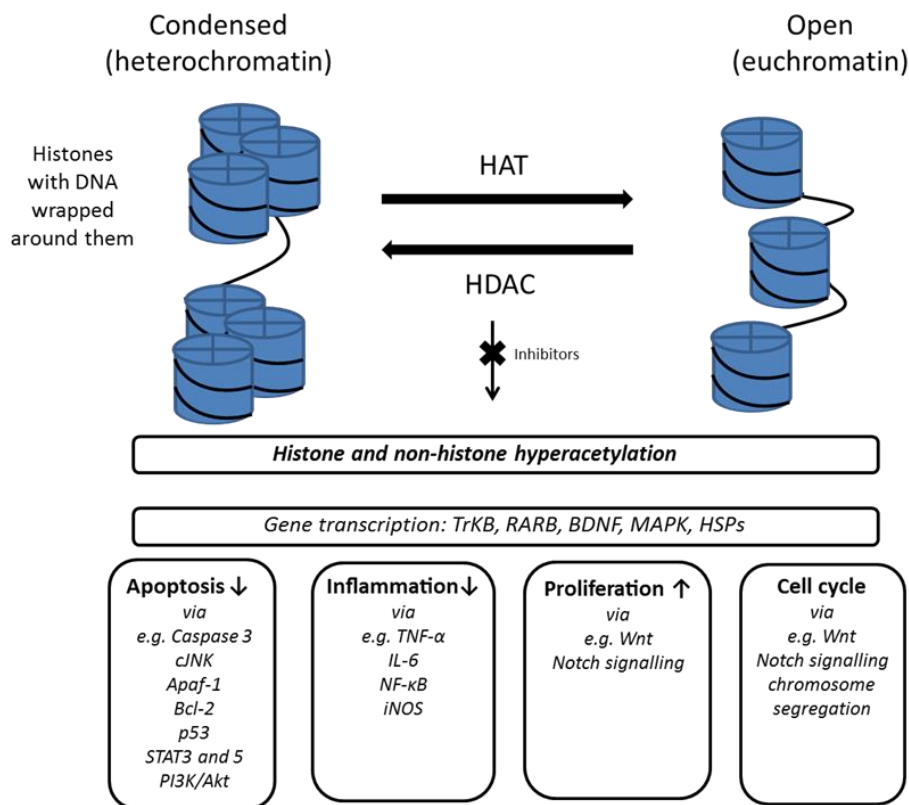 Condensed
(heterochromatin)
Open
(euchromatin)
Histones
with DNA
wrapped
around them
HAT
HDAC
Inhibitors
Histone and non-histone hyperacetylation
Gene transcription: TrKB, RARB, BDNF, MAPK, HSPs
Apoptosis ↓
via
e.g. Caspase 3
cJNK
Apaf-1
Bcl-2
p53
STAT3 and 5
PI3K/Akt
Inflammation↓
via
e.g. TNF-α
IL-6
NF-κB
iNOS
Proliferation ↑
via
e.g. Wnt
Notch signalling
Cell cycle
via
e.g. Wnt
Notch signalling
chromosome
segregation